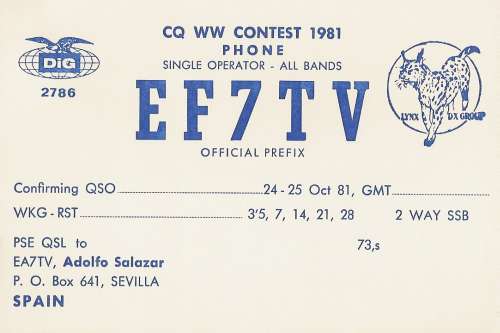 CQ WW CONTEST 1981
PHONE
SINGLE OPERATOR - ALL BANDS
DiG
2786
EF7TV
LYNX DX GROUP
OFFICIAL PREFIX
Confirming QSO 24-25 Oct 81, GMT
WKG-RST 3'5, 7, 14, 21, 28 2 WAY SSB
PSE QSL to 73,s
EA7TV, Adolfo Salazar
P. O. Box 641, SEVILLA
SPAIN